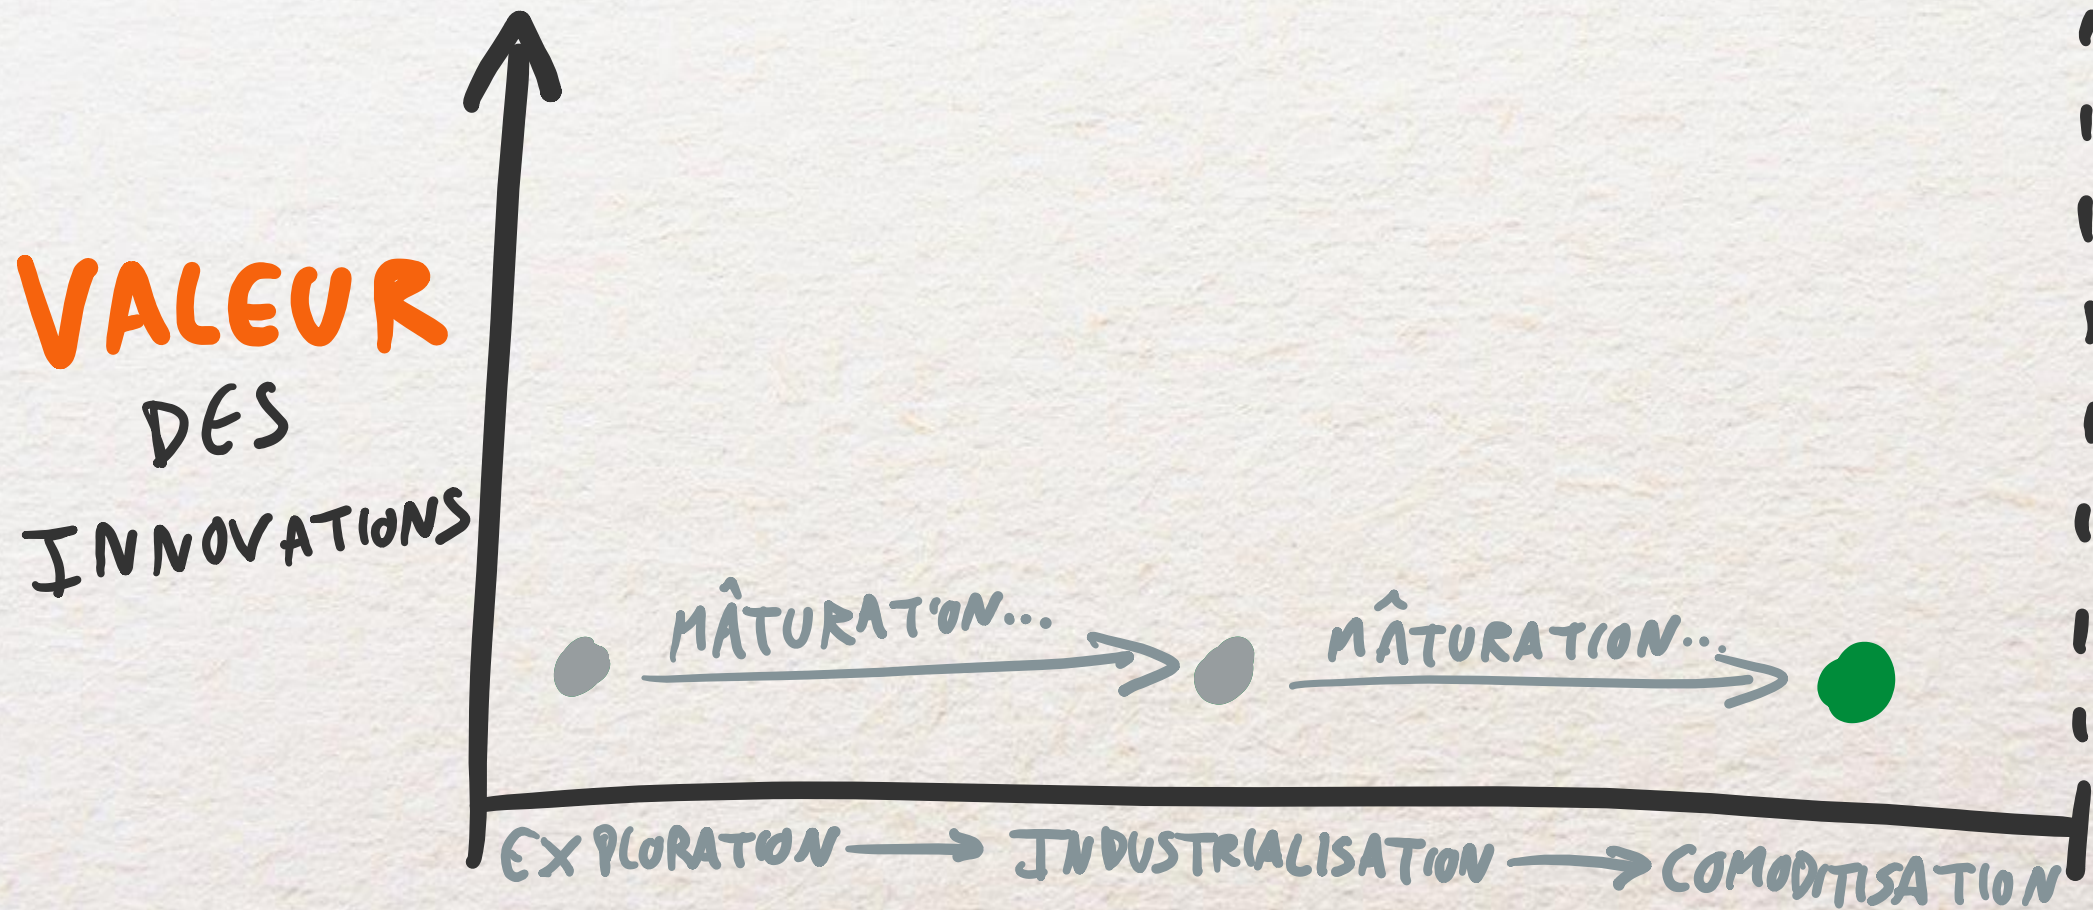 VALEUR
DES
INNOVATIONS
MÂTURATION...
MÂTURATION...
EXPLORATION → INDUSTRIALISATION → COMODITISATION